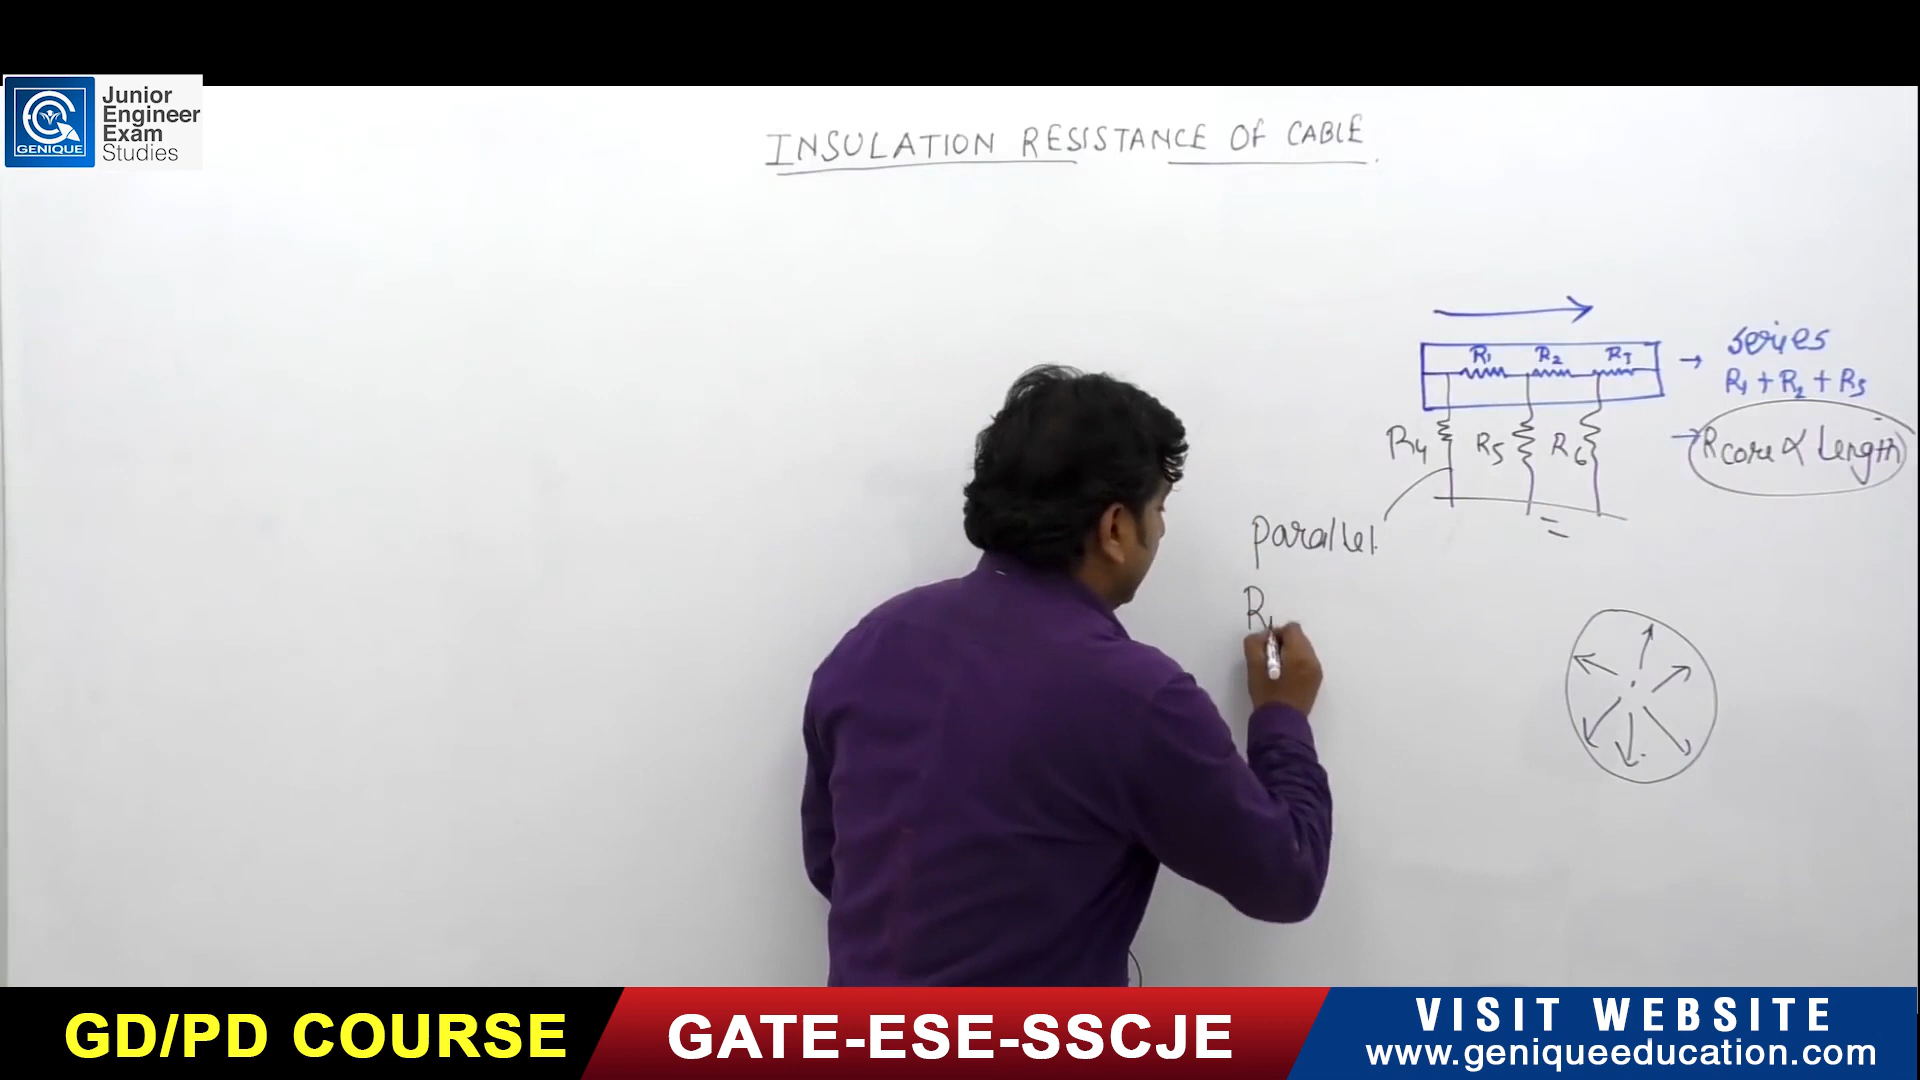 Junior
Engineer
Exam
Studies
GENIQUE
INSULATION RESISTANCE OF CABLE
R1 R2 R3
series
R1 + R2 + R3
R4 R5 R6
Rcore ∝ Length
parallel
R
GD/PD COURSE
GATE-ESE-SSCJE
VISIT WEBSITE
www.geniqueeducation.com